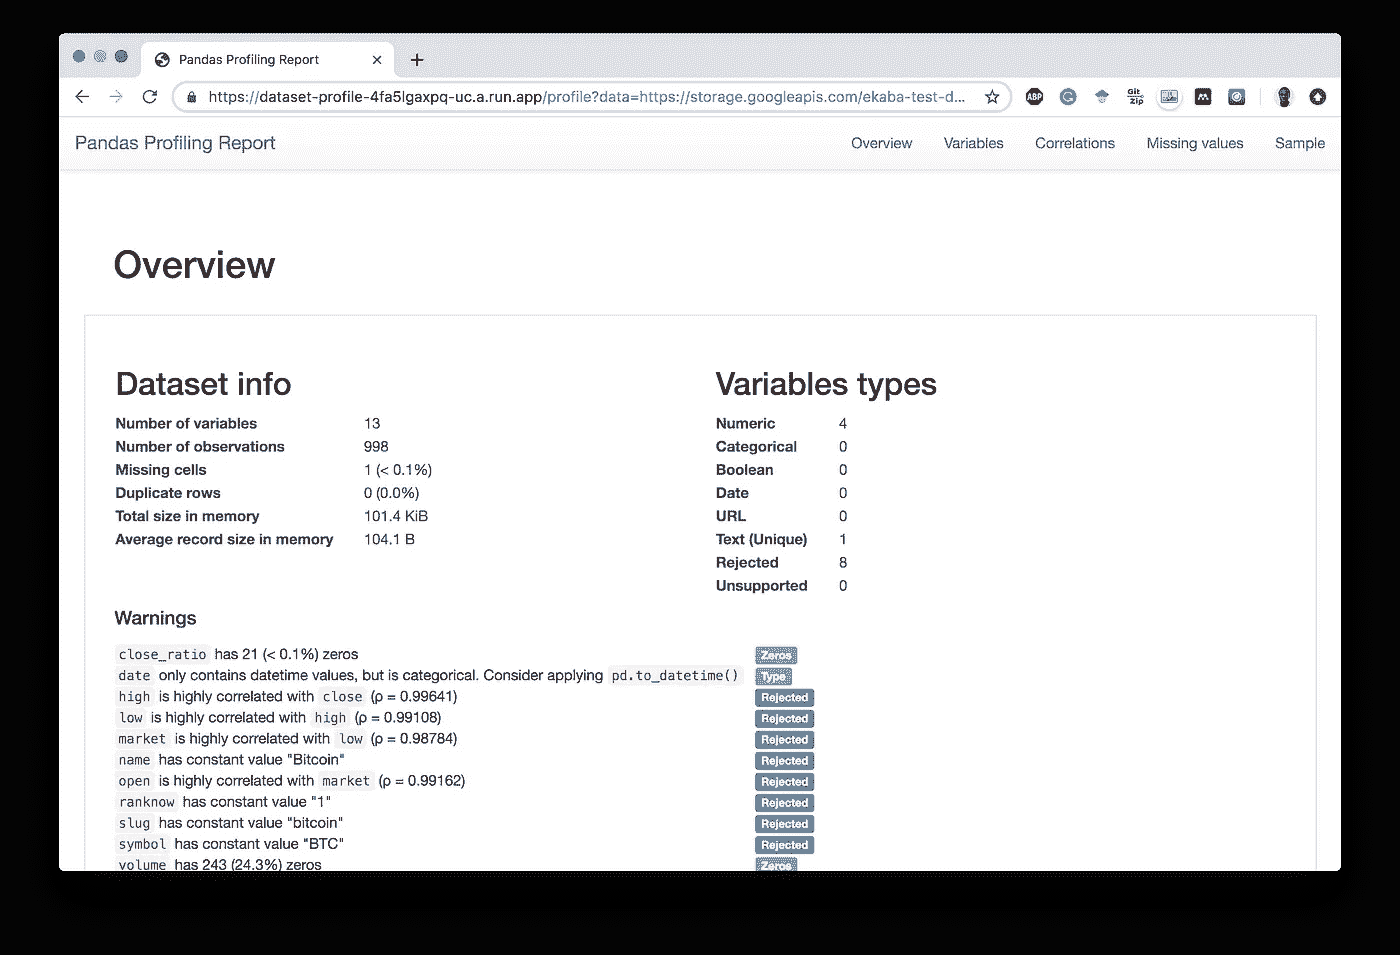 Pandas Profiling Report
https://dataset-profile-4fa5lgaxpq-uc.a.run.app/profile?data=https://storage.googleapis.com/ekaba-test-d...
ABP
Git Zip
Pandas Profiling Report Overview Variables Correlations Missing values Sample
Overview
Dataset info
Number of variables 13
Number of observations 998
Missing cells 1 (< 0.1%)
Duplicate rows 0 (0.0%)
Total size in memory 101.4 KiB
Average record size in memory 104.1 B
Variables types
Numeric 4
Categorical 0
Boolean 0
Date 0
URL 0
Text (Unique) 1
Rejected 8
Unsupported 0
Warnings
close_ratio has 21 (< 0.1%) zeros Zeros
date only contains datetime values, but is categorical. Consider applying pd.to_datetime() Type
high is highly correlated with close (ρ = 0.99641) Rejected
low is highly correlated with high (ρ = 0.99108) Rejected
market is highly correlated with low (ρ = 0.98784) Rejected
name has constant value "Bitcoin" Rejected
open is highly correlated with market (ρ = 0.99162) Rejected
ranknow has constant value "1" Rejected
slug has constant value "bitcoin" Rejected
symbol has constant value "BTC" Rejected
volume has 243 (24.3%) zeros Zeros